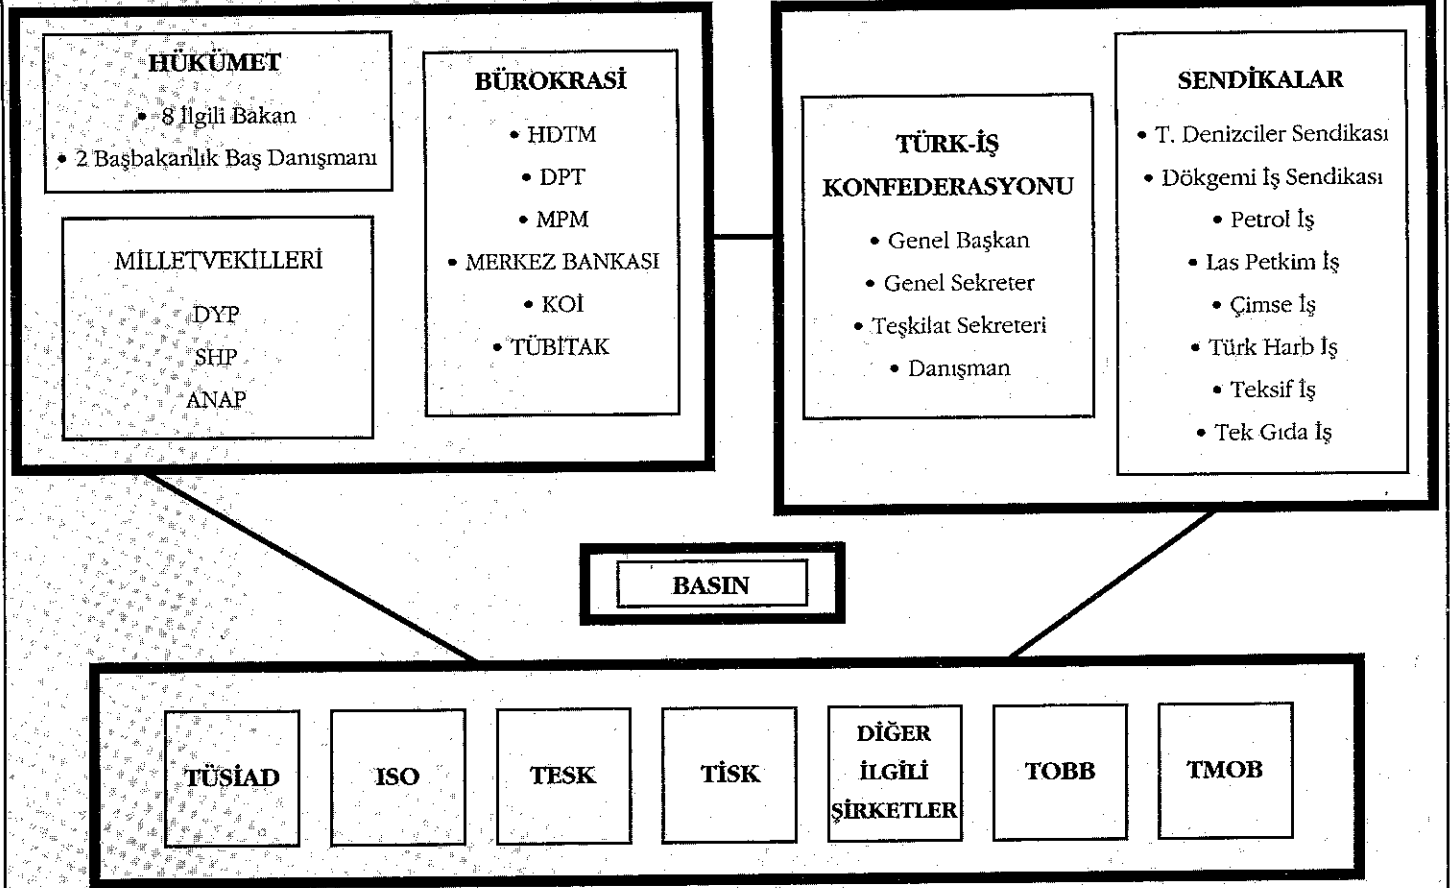 HÜKÜMET
• 8 İlgili Bakan
• 2 Başbakanlık Baş Danışmanı
MİLLETVEKİLLERİ
DYP
SHP
ANAP
BÜROKRASİ
• HDTM
• DPT
• MPM
• MERKEZ BANKASI
• KOİ
• TÜBİTAK
TÜRK-İŞ
KONFEDERASYONU
• Genel Başkan
• Genel Sekreter
• Teşkilat Sekreteri
• Danışman
SENDİKALAR
• T. Denizciler Sendikası
• Dökgemi İş Sendikası
• Petrol İş
• Las Petkim İş
• Çimse İş
• Türk Harb İş
• Teksif İş
• Tek Gıda İş
BASIN
TÜSİAD
ISO
TESK
TİSK
DİĞER
İLGİLİ
ŞİRKETLER
TOBB
TMOB